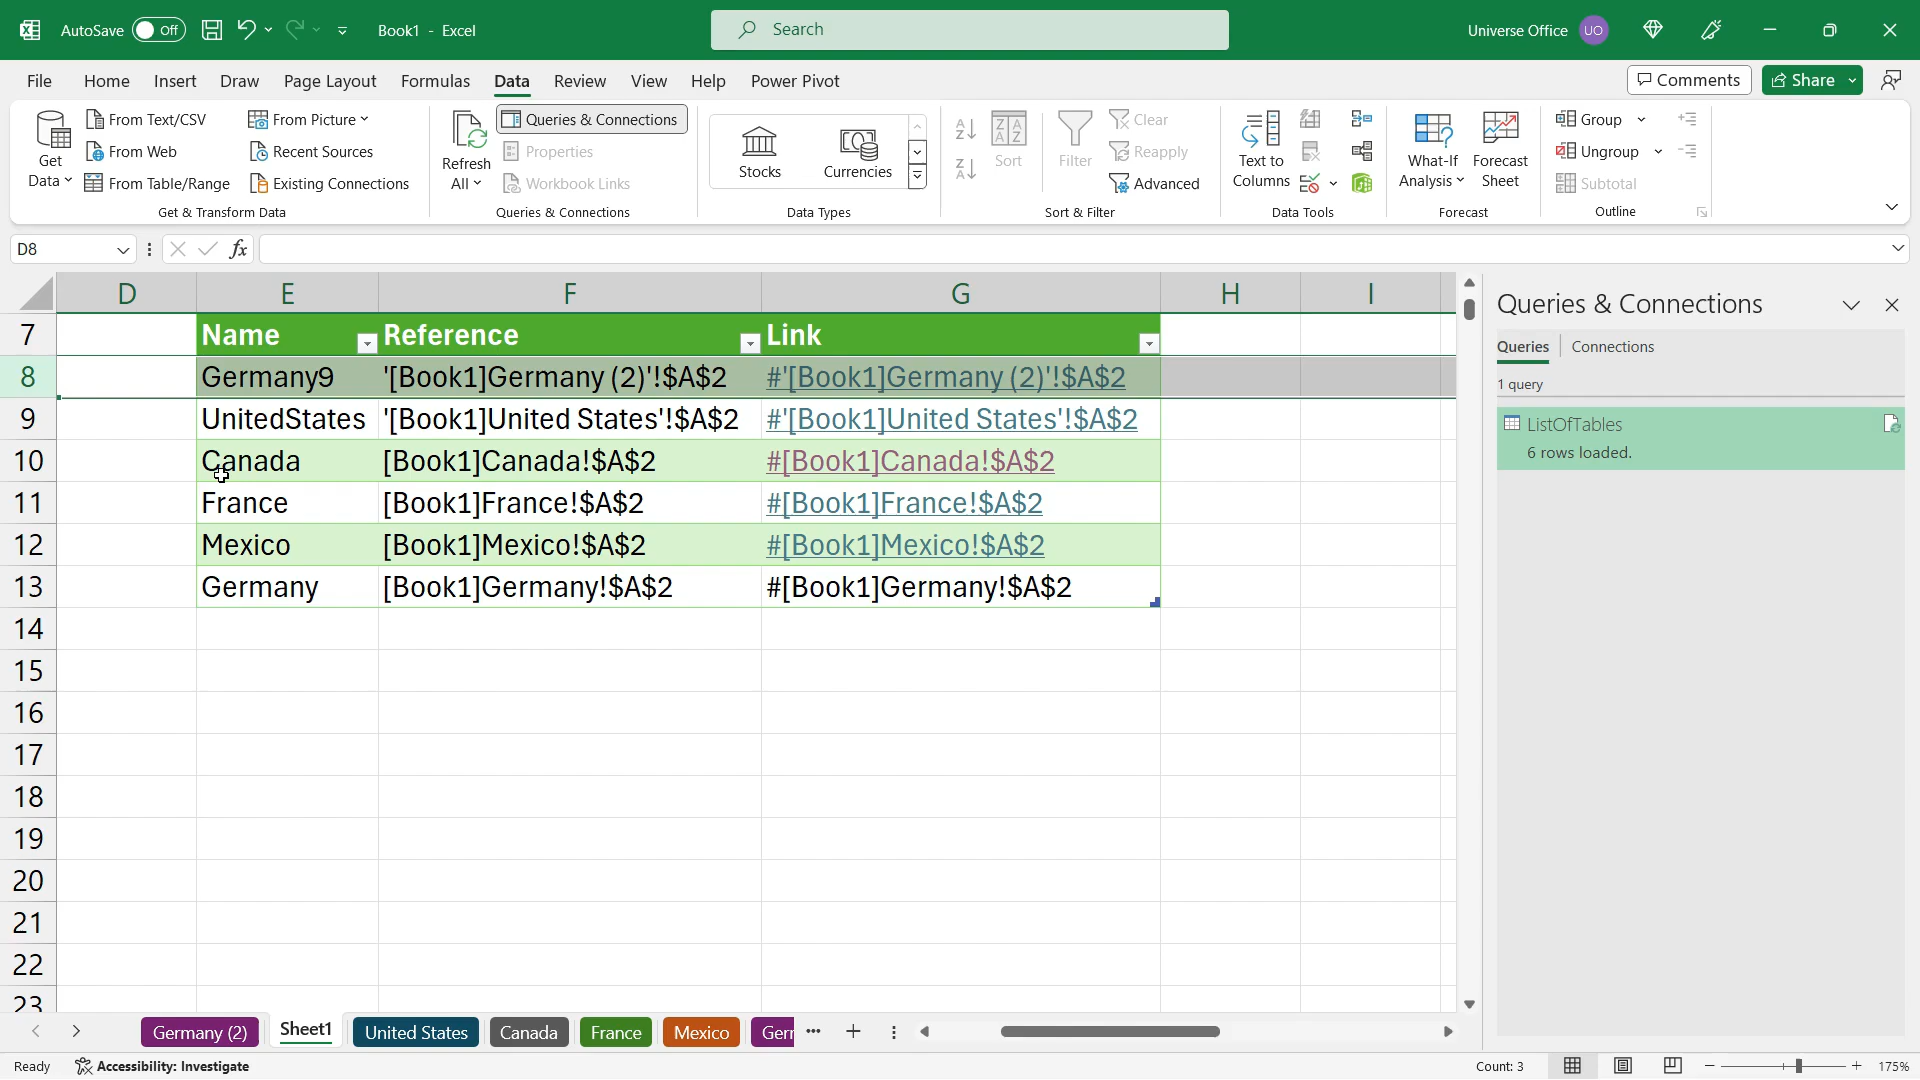 AutoSave Off Book1 - Excel Search Universe Office UO
File Home Insert Draw Page Layout Formulas Data Review View Help Power Pivot Comments Share
Get Data
From Text/CSV
From Web
From Table/Range
From Picture
Recent Sources
Existing Connections
Get & Transform Data
Refresh All
Queries & Connections
Properties
Workbook Links
Queries & Connections
Stocks
Currencies
Data Types
Sort
Filter
Clear
Reapply
Advanced
Sort & Filter
Text to Columns
Data Tools
What-If Analysis
Forecast Sheet
Forecast
Group
Ungroup
Subtotal
Outline
D8 fx
D E F G H I
7 Name Reference Link
8 Germany9 '[Book1]Germany (2)'!$A$2 #'[Book1]Germany (2)'!$A$2
9 UnitedStates '[Book1]United States'!$A$2 #'[Book1]United States'!$A$2
10 Canada [Book1]Canada!$A$2 #[Book1]Canada!$A$2
11 France [Book1]France!$A$2 #[Book1]France!$A$2
12 Mexico [Book1]Mexico!$A$2 #[Book1]Mexico!$A$2
13 Germany [Book1]Germany!$A$2 #[Book1]Germany!$A$2
14
15
16
17
18
19
20
21
22
23
Queries & Connections
Queries Connections
1 query
ListOfTables
6 rows loaded.
Germany (2) Sheet1 United States Canada France Mexico Gerr
Ready Accessibility: Investigate Count: 3 175%